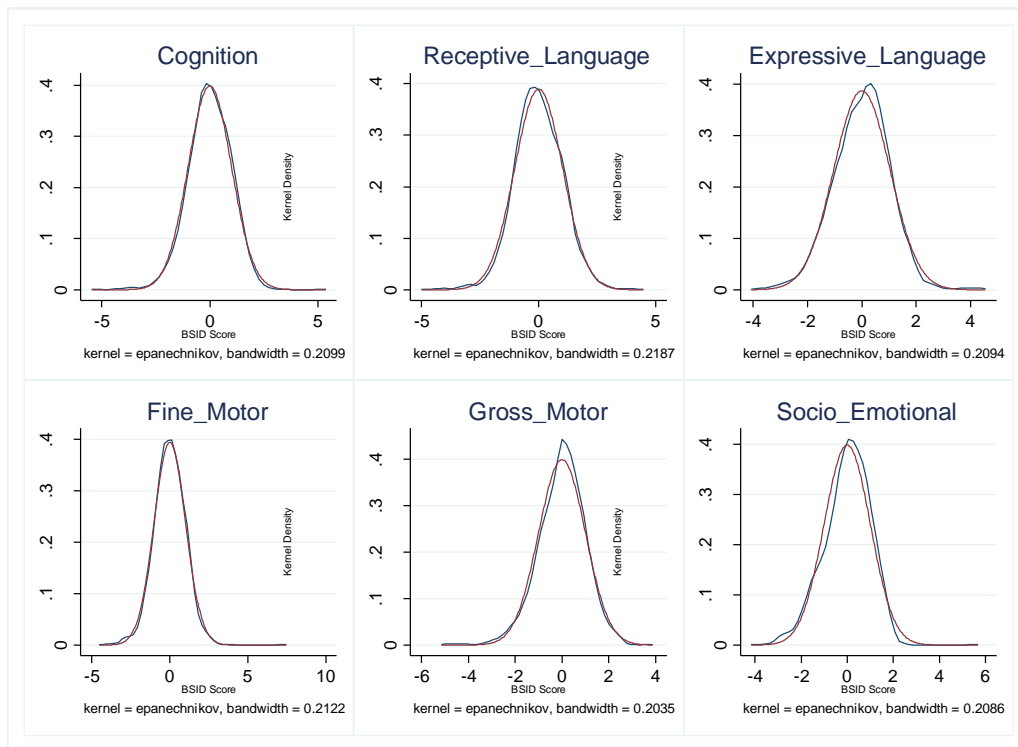 Cognition
.4
.3
.2
.1
0
-5 0 5
BSID Score
kernel = epanechnikov, bandwidth = 0.2099
Kernel Density
Receptive_Language
.4
.3
.2
.1
0
-5 0 5
BSID Score
kernel = epanechnikov, bandwidth = 0.2187
Kernel Density
Expressive_Language
.4
.3
.2
.1
0
-4 -2 0 2 4
BSID Score
kernel = epanechnikov, bandwidth = 0.2094
Fine_Motor
.4
.3
.2
.1
0
-5 0 5 10
BSID Score
kernel = epanechnikov, bandwidth = 0.2122
Kernel Density
Gross_Motor
.4
.3
.2
.1
0
-6 -4 -2 0 2 4
BSID Score
kernel = epanechnikov, bandwidth = 0.2035
Kernel Density
Socio_Emotional
.4
.3
.2
.1
0
-4 -2 0 2 4 6
BSID Score
kernel = epanechnikov, bandwidth = 0.2086